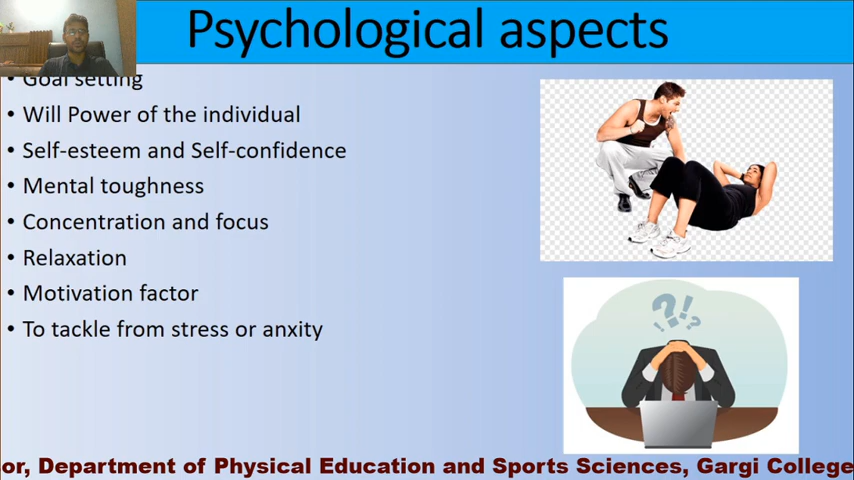 Psychological aspects
• Goal setting
• Will Power of the individual
• Self-esteem and Self-confidence
• Mental toughness
• Concentration and focus
• Relaxation
• Motivation factor
• To tackle from stress or anxity
?!
!?
or, Department of Physical Education and Sports Sciences, Gargi College